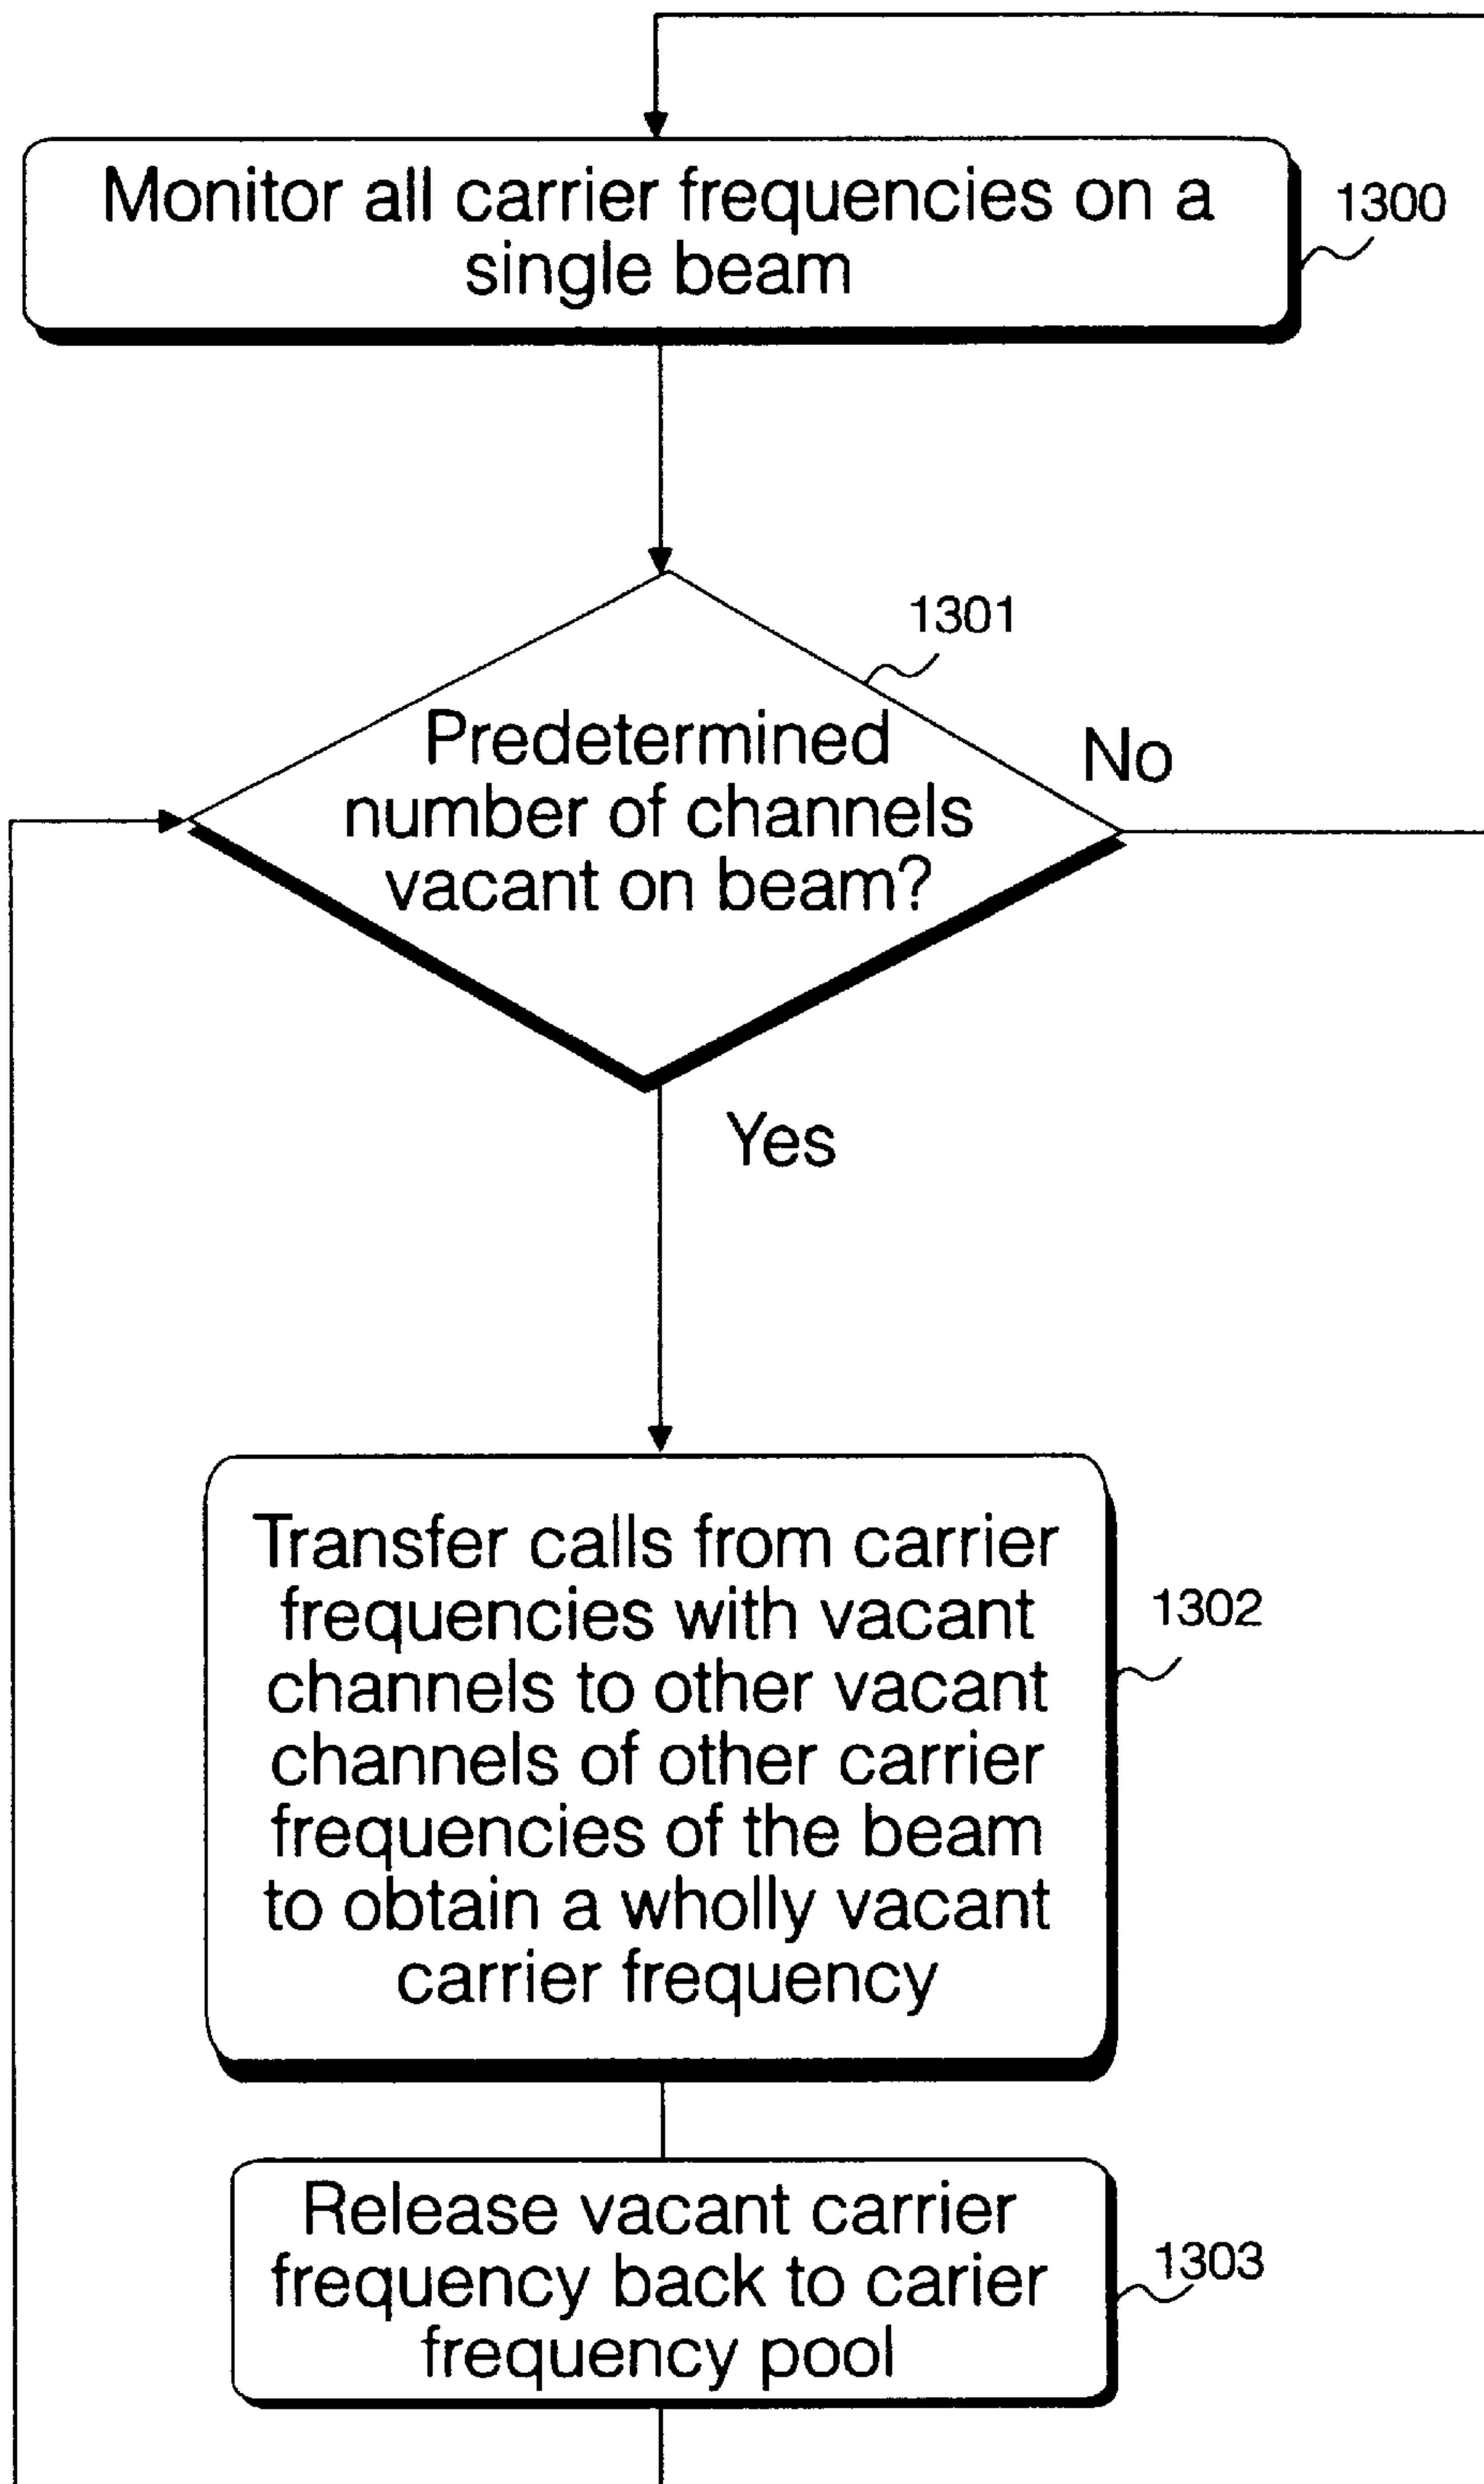 Monitor all carrier frequencies on a
single beam
1300
1301
Predetermined
number of channels
vacant on beam?
No
Yes
Transfer calls from carrier
frequencies with vacant
channels to other vacant
channels of other carrier
frequencies of the beam
to obtain a wholly vacant
carrier frequency
1302
Release vacant carrier
frequency back to carier
frequency pool
1303